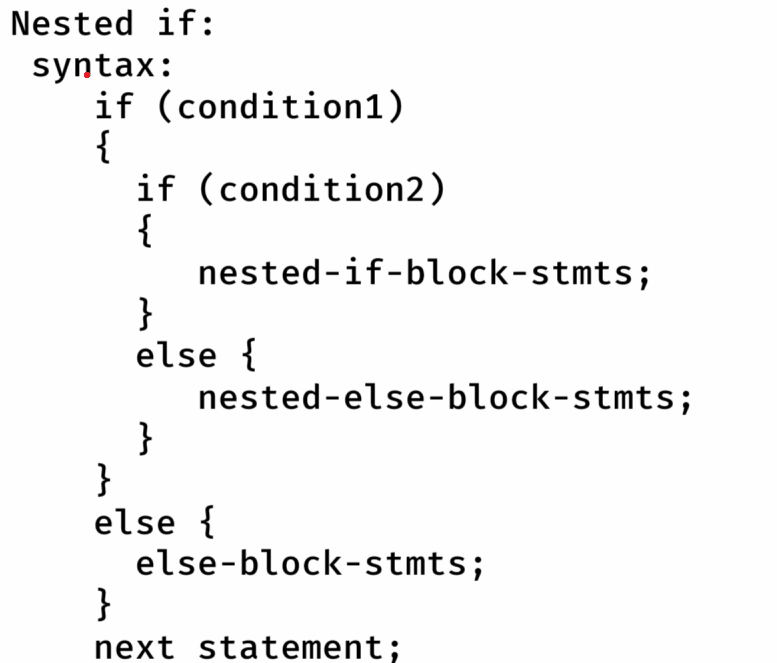 Nested if:
syntax:
if (condition1)
{
if (condition2)
{
nested-if-block-stmts;
}
else {
nested-else-block-stmts;
}
}
else {
else-block-stmts;
}
next statement;